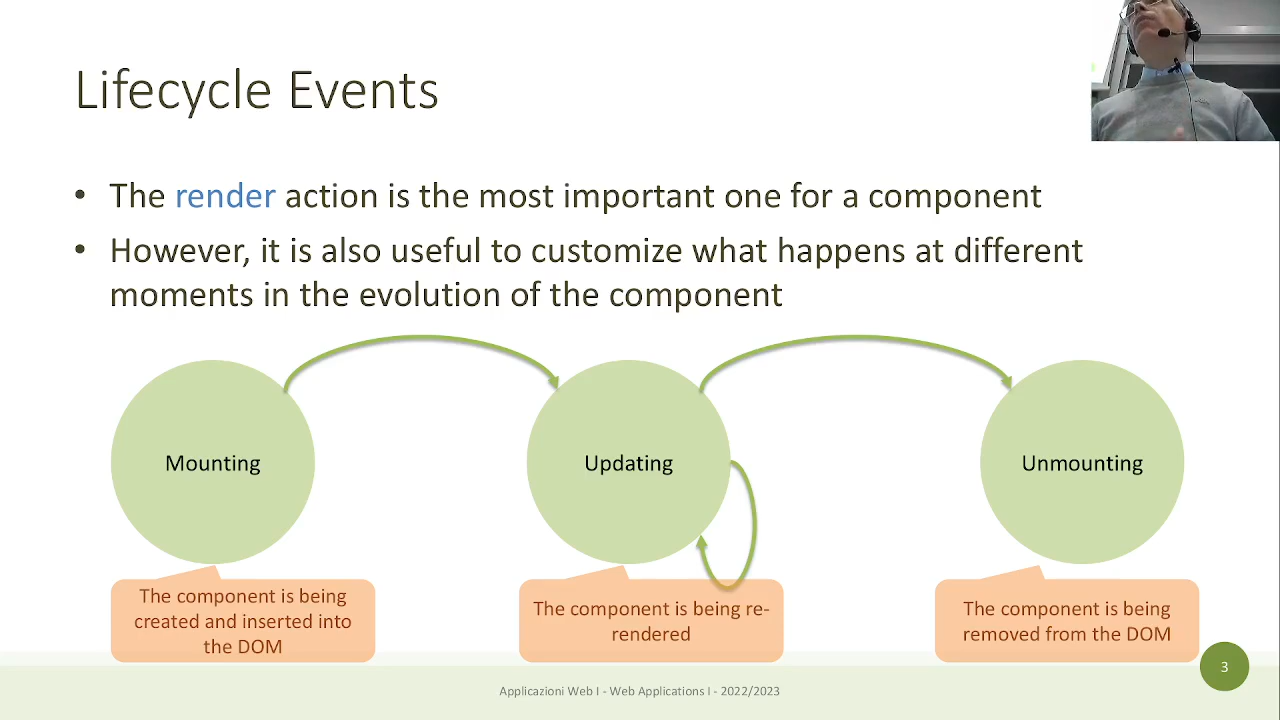 Lifecycle Events
• The render action is the most important one for a component
• However, it is also useful to customize what happens at different
moments in the evolution of the component
Mounting
Updating
Unmounting
The component is being
created and inserted into
the DOM
The component is being re-
rendered
The component is being
removed from the DOM
3
Applicazioni Web I - Web Applications I - 2022/2023